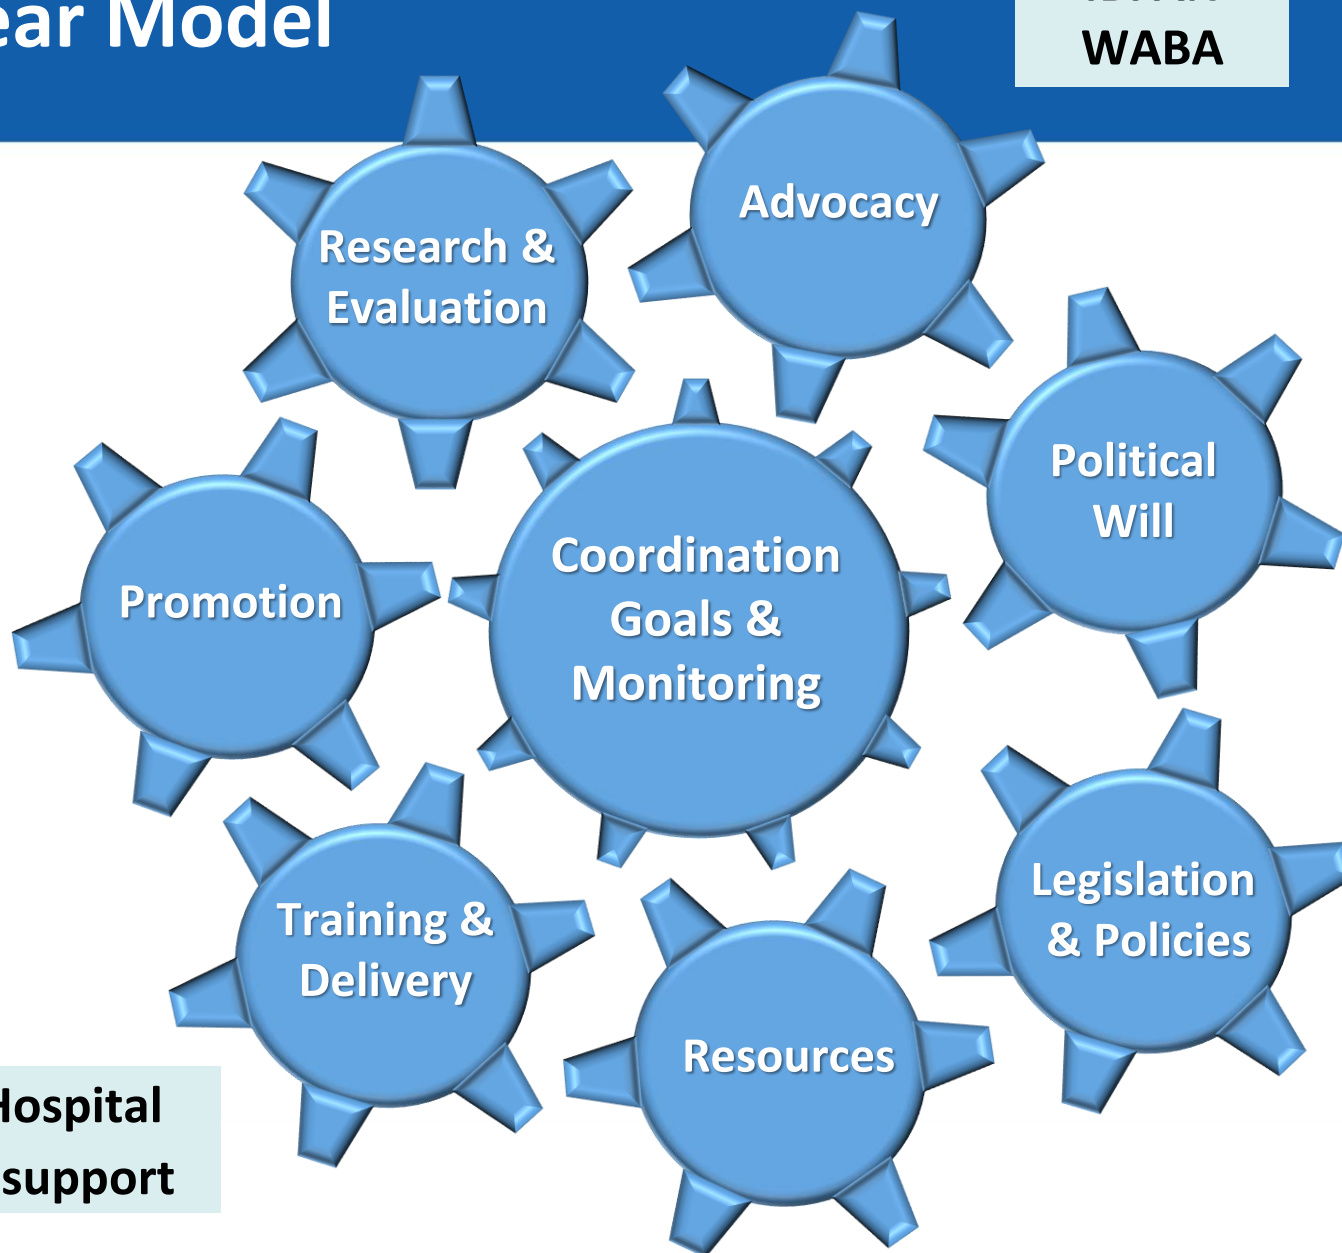 ear Model
WABA
Advocacy
Research &
Evaluation
Political
Will
Coordination
Goals &
Monitoring
Promotion
Legislation
& Policies
Training &
Delivery
Resources
Hospital
support